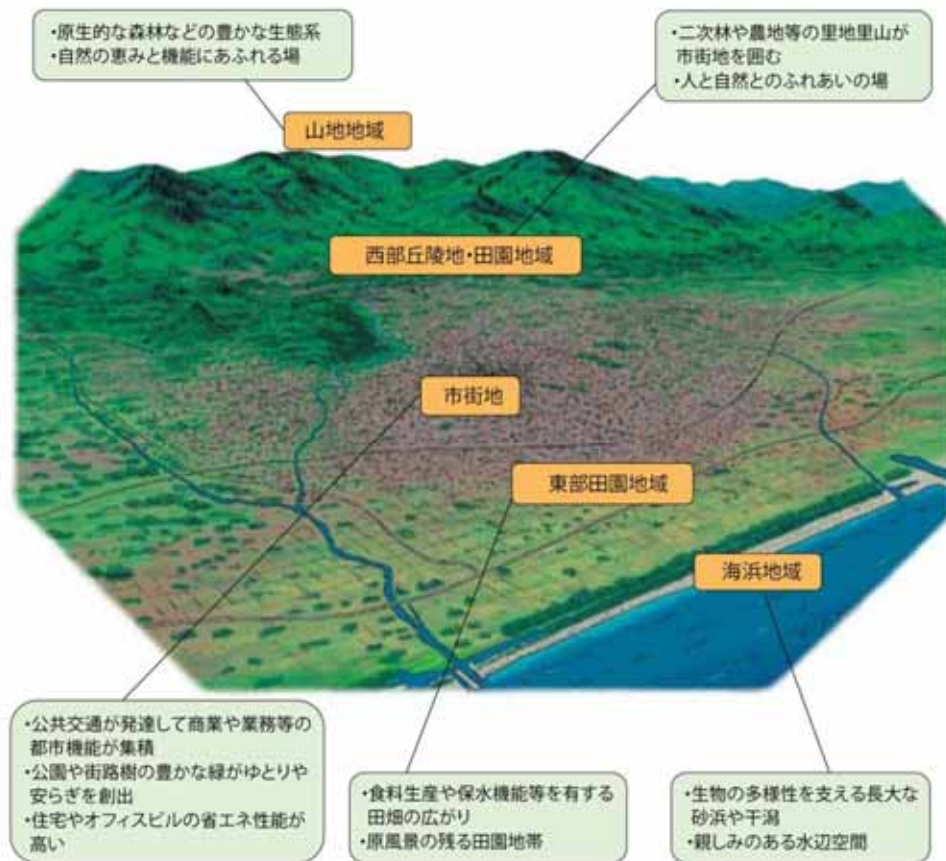 ・原生的な森林などの豊かな生態系
・自然の恵みと機能にあふれる場
・二次林や農地等の里地里山が
市街地を囲む
・人と自然とのふれあいの場
山地地域
西部丘陵地・田園地域
市街地
東部田園地域
海浜地域
・公共交通が発達して商業や業務等の
都市機能が集積
・公園や街路樹の豊かな緑がゆとりや
安らぎを創出
・住宅やオフィスビルの省エネ性能が
高い
・食料生産や保水機能等を有する
田畑の広がり
・原風景の残る田園地帯
・生物の多様性を支える長大な
砂浜や干潟
・親しみのある水辺空間